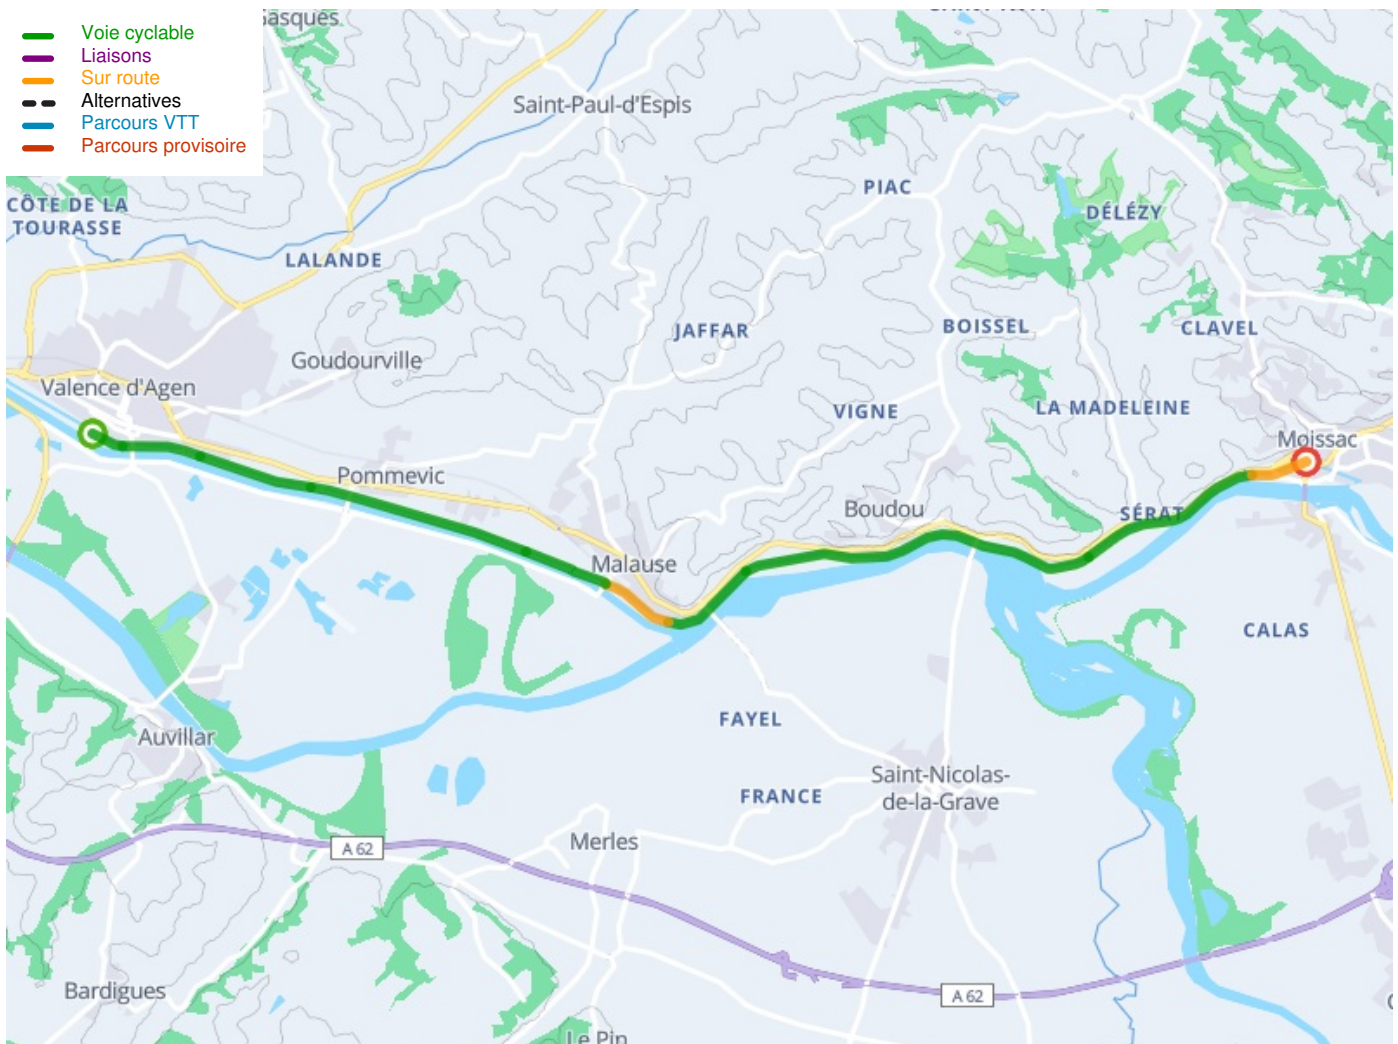 Gasques
Voie cyclable
Liaisons
Sur route
Alternatives
Parcours VTT
Parcours provisoire
Saint-Paul-d'Espis
PIAC
CÔTE DE LA
TOURASSE
DÉLÉZY
LALANDE
JAFFAR
BOISSEL
CLAVEL
Goudourville
Valence d'Agen
VIGNE
LA MADELEINE
Moissac
Pommevic
Boudou
SÉRAT
Malause
CALAS
FAYEL
Auvillar
Saint-Nicolas-
de-la-Grave
FRANCE
Merles
A 62
Bardigues
A 62
Le Pin